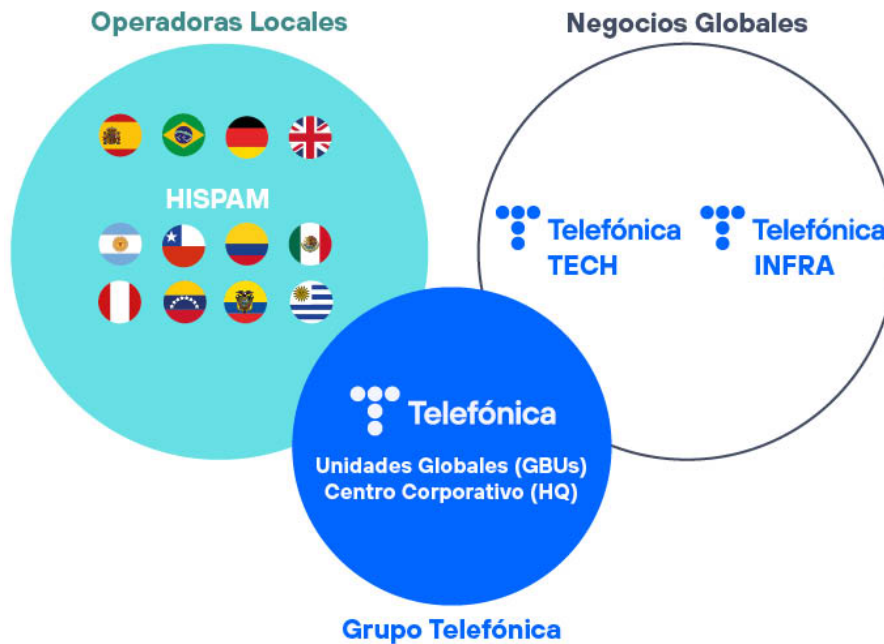 Operadoras Locales
Negocios Globales
HISPAM
Telefónica
TECH
Telefónica
INFRA
Telefónica
Unidades Globales (GBUs)
Centro Corporativo (HQ)
Grupo Telefónica